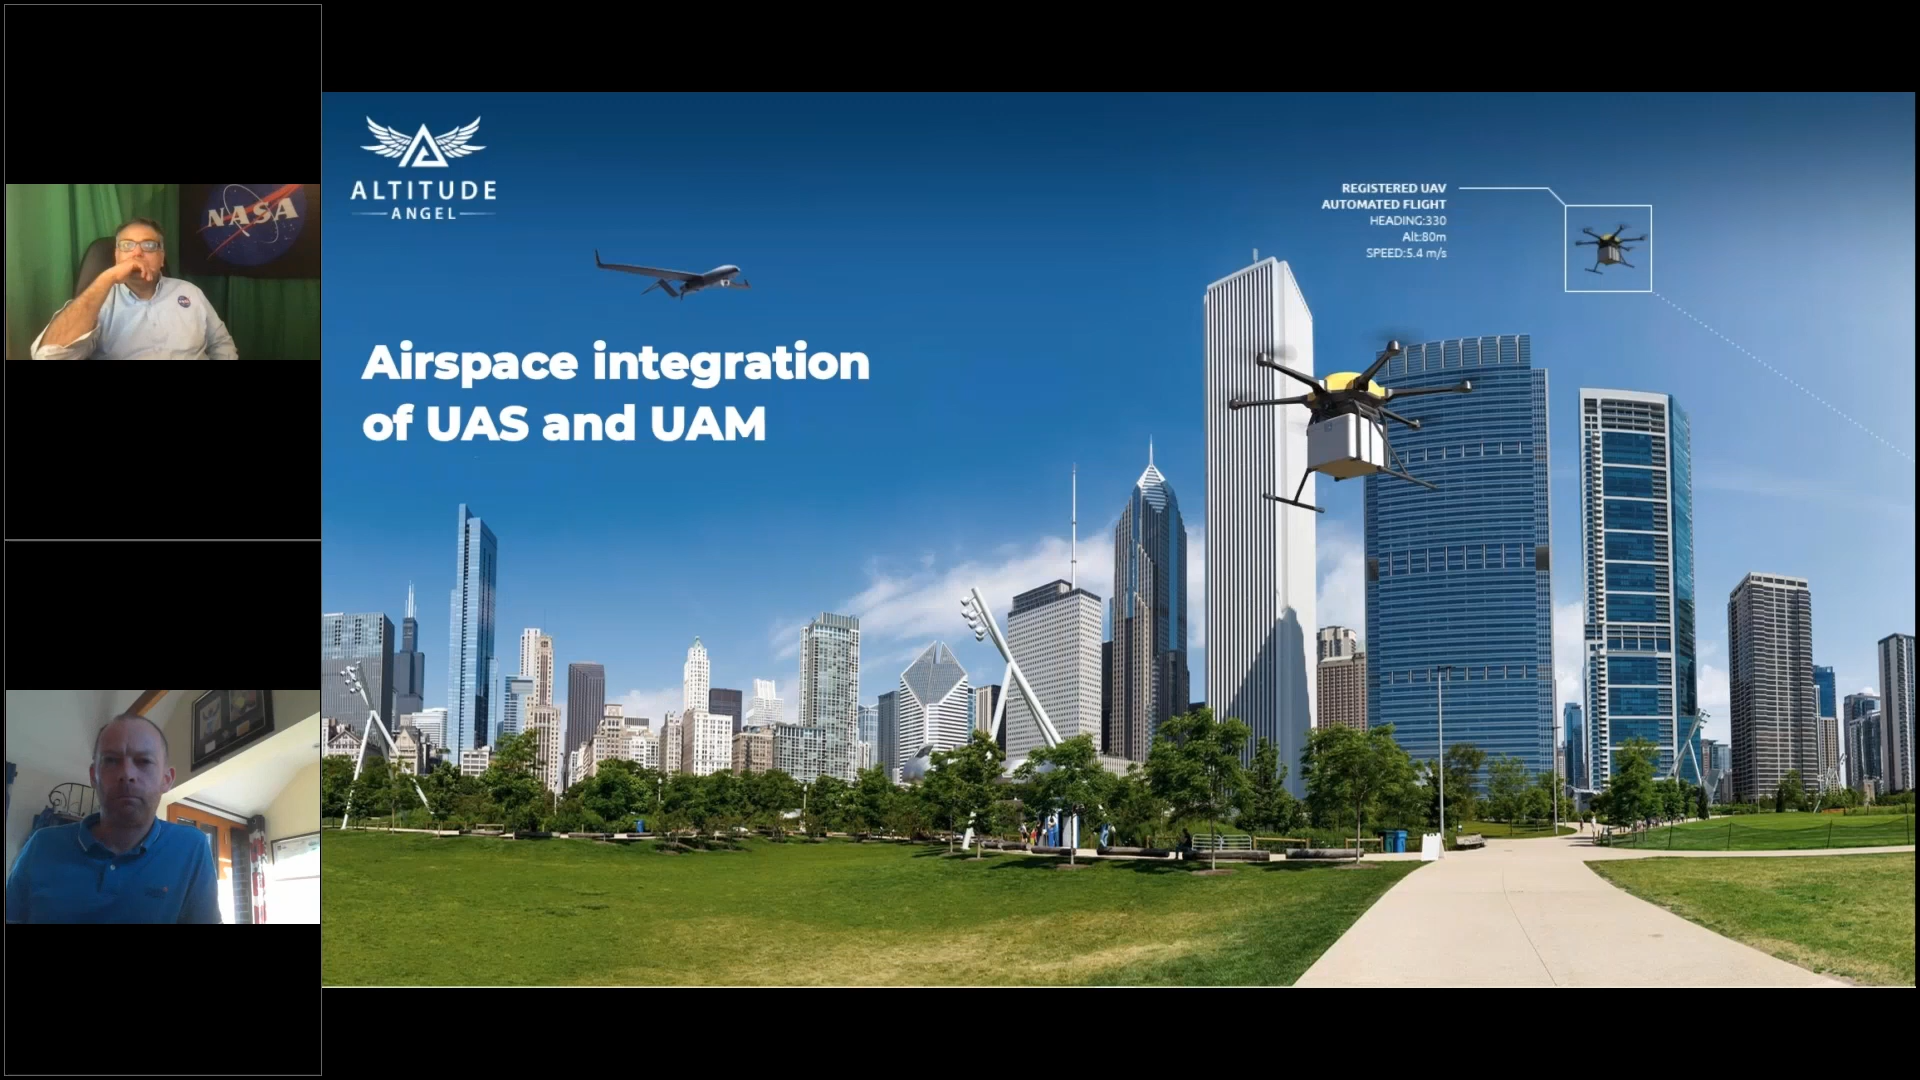 NASA
ALTITUDE
ANGEL
REGISTERED UAV
AUTOMATED FLIGHT
HEADING:330
Alt:80m
SPEED:5.4 m/s
Airspace integration
of UAS and UAM